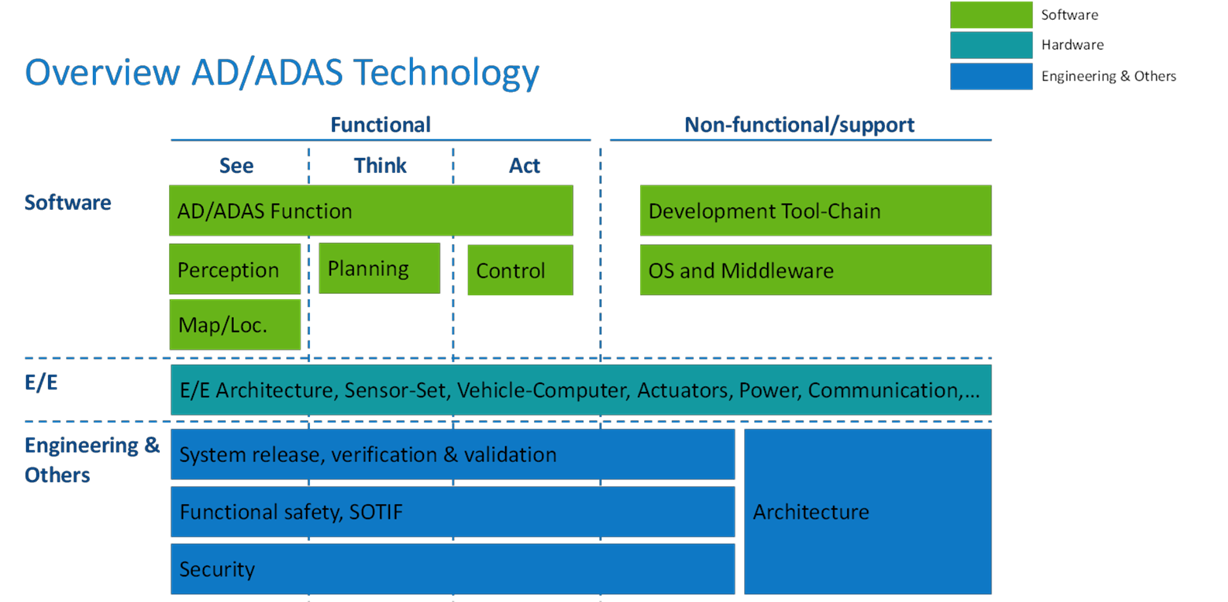 Software
Hardware
Engineering & Others
Overview AD/ADAS Technology
Functional
Non-functional/support
See
Think
Act
Software
AD/ADAS Function
Development Tool-Chain
Perception
Planning
Control
OS and Middleware
Map/Loc.
E/E
E/E Architecture, Sensor-Set, Vehicle-Computer, Actuators, Power, Communication,...
Engineering &
Others
System release, verification & validation
Functional safety, SOTIF
Architecture
Security